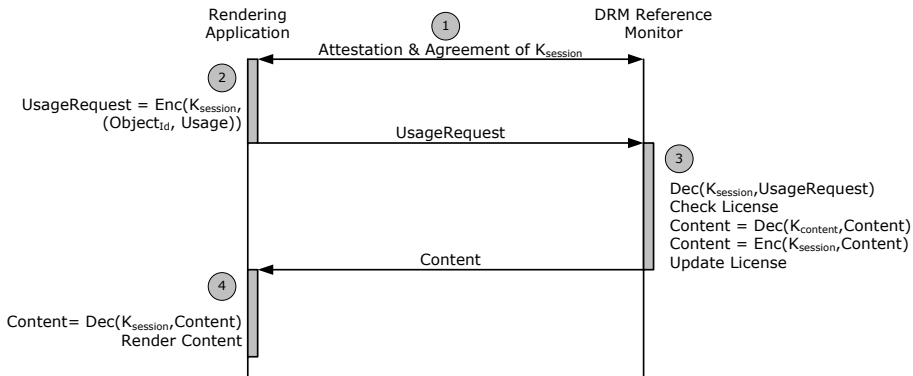 Rendering
Application
DRM Reference
Monitor
1
Attestation & Agreement of Ksession
2
UsageRequest = Enc(Ksession,
(ObjectId, Usage))
UsageRequest
3
Dec(Ksession,UsageRequest)
Check License
Content = Dec(Kcontent,Content)
Content = Enc(Ksession,Content)
Update License
Content
4
Content= Dec(Ksession,Content)
Render Content